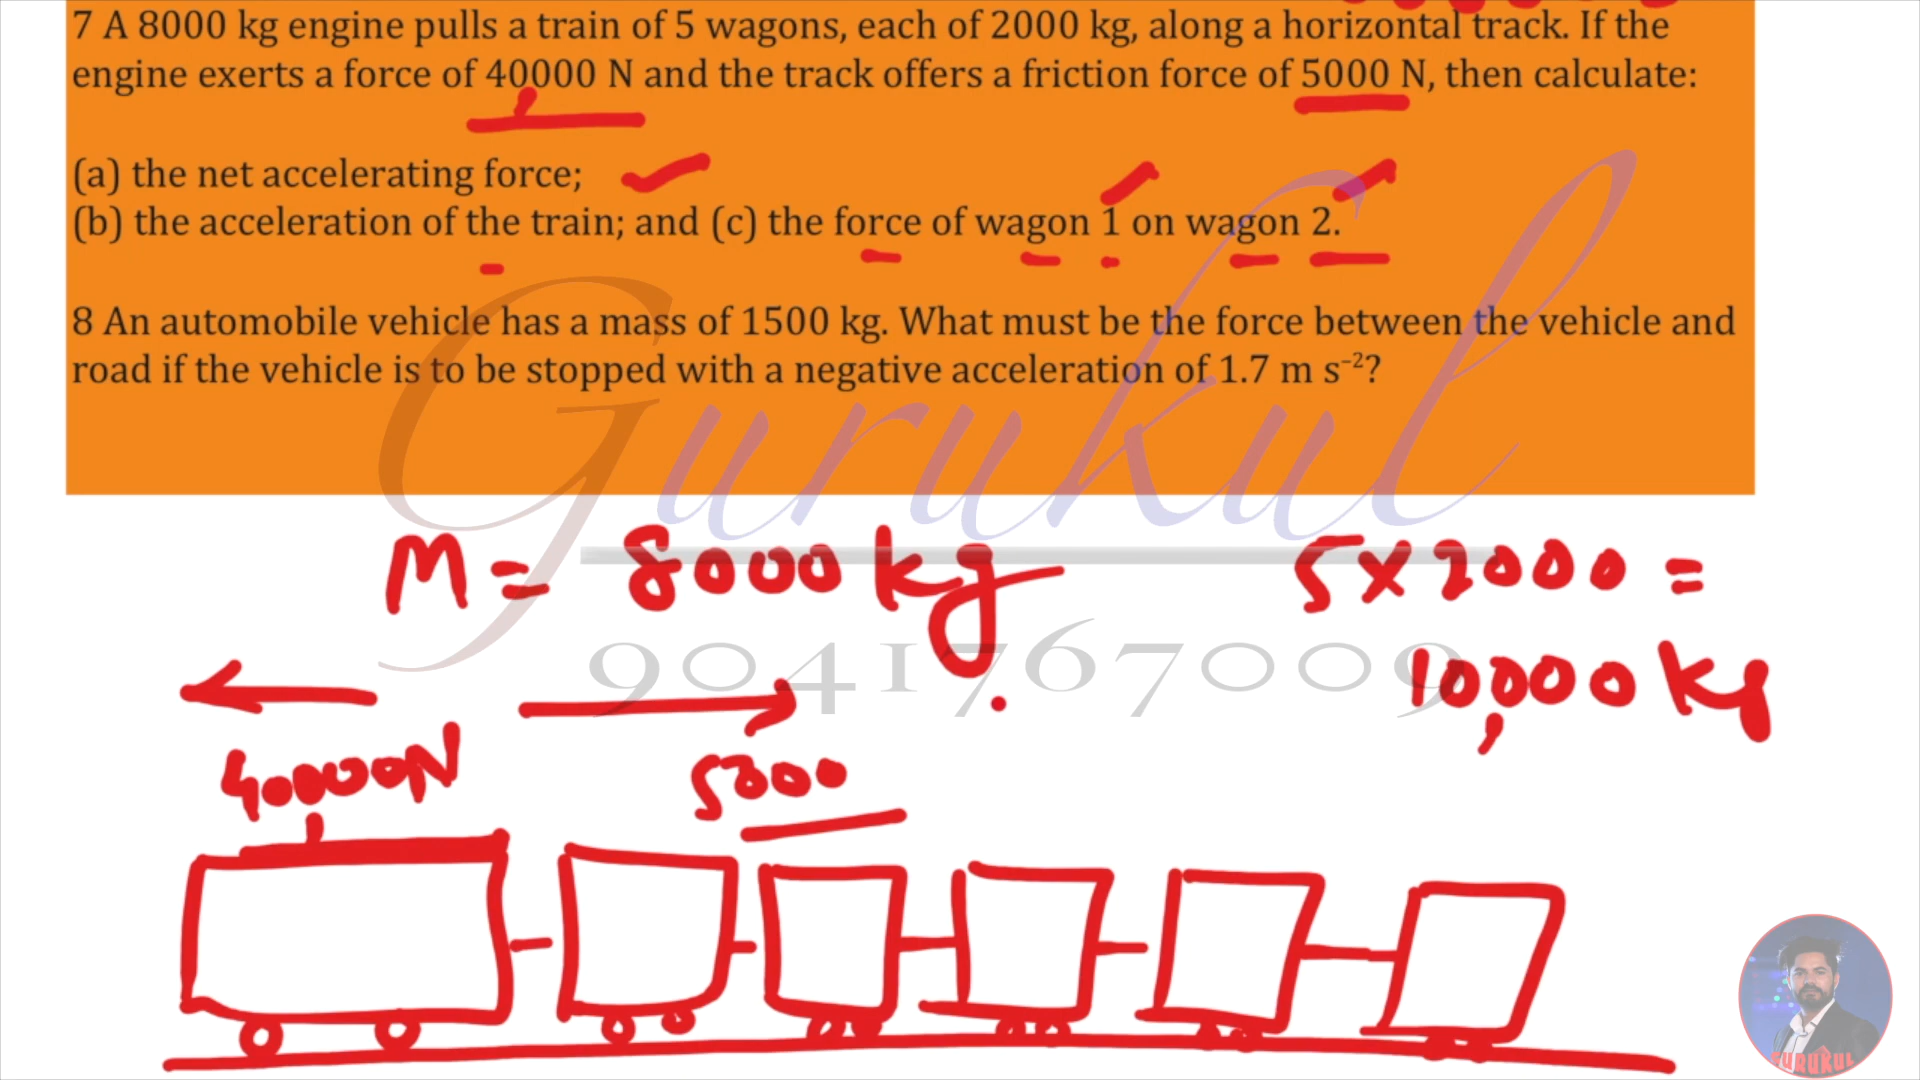 7 A 8000 kg engine pulls a train of 5 wagons, each of 2000 kg, along a horizontal track. If the
engine exerts a force of 40000 N and the track offers a friction force of 5000 N, then calculate:
(a) the net accelerating force;
(b) the acceleration of the train; and (c) the force of wagon 1 on wagon 2.
8 An automobile vehicle has a mass of 1500 kg. What must be the force between the vehicle and
road if the vehicle is to be stopped with a negative acceleration of 1.7 m s⁻²?
Gurukul
9041767009
M = 8000 kg 5 x 2000 =
10,000 kg
40000N 5000
GURUKUL